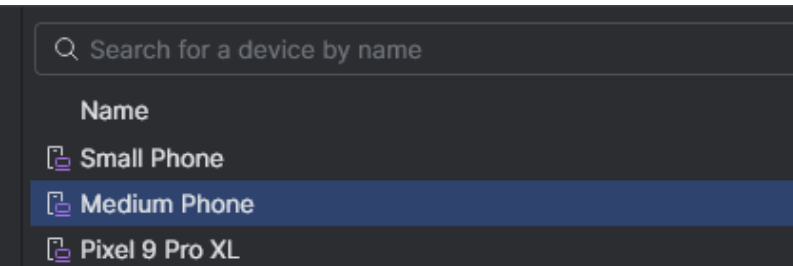 Search for a device by name
Name
Small Phone
Medium Phone
Pixel 9 Pro XL